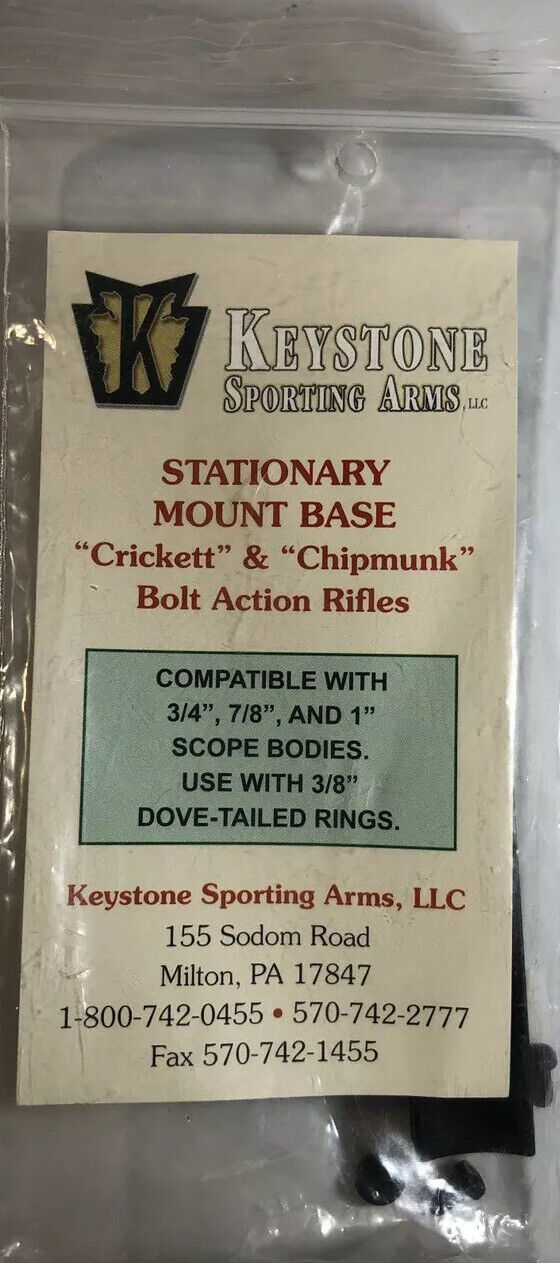 K
KEYSTONE
SPORTING ARMS, LLC
STATIONARY
MOUNT BASE
“Crickett” & “Chipmunk”
Bolt Action Rifles
COMPATIBLE WITH
3/4”, 7/8”, AND 1”
SCOPE BODIES.
USE WITH 3/8”
DOVE-TAILED RINGS.
Keystone Sporting Arms, LLC
155 Sodom Road
Milton, PA 17847
1-800-742-0455 • 570-742-2777
Fax 570-742-1455